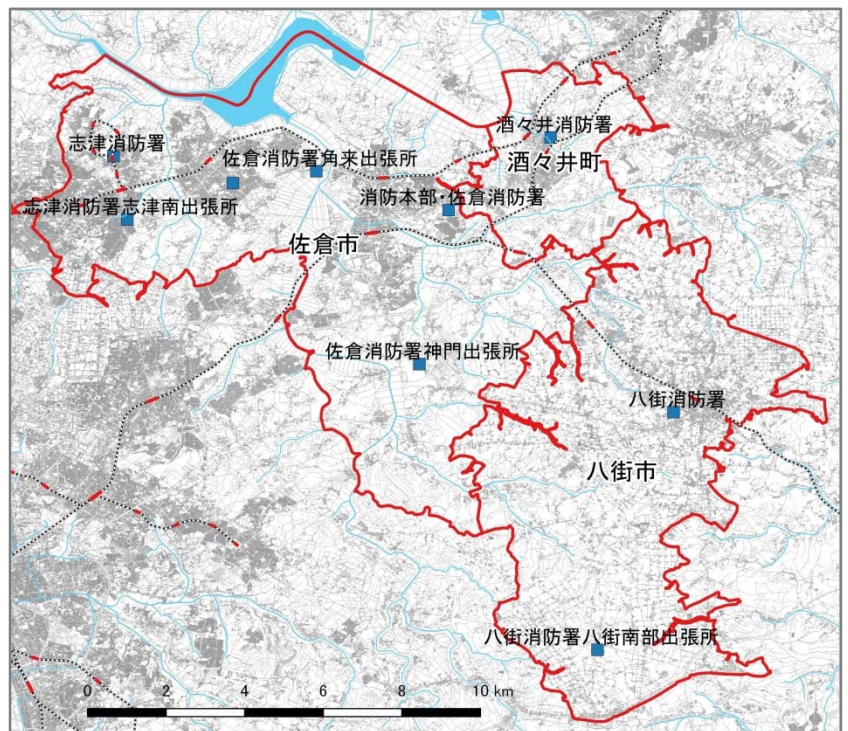 酒々井消防署
志津消防署
佐倉消防署角来出張所
酒々井町
消防本部・佐倉消防署
志津消防署志津南出張所
佐倉市
佐倉消防署神門出張所
八街消防署
八街市
八街消防署八街南部出張所
0 2 4 6 8 10 km